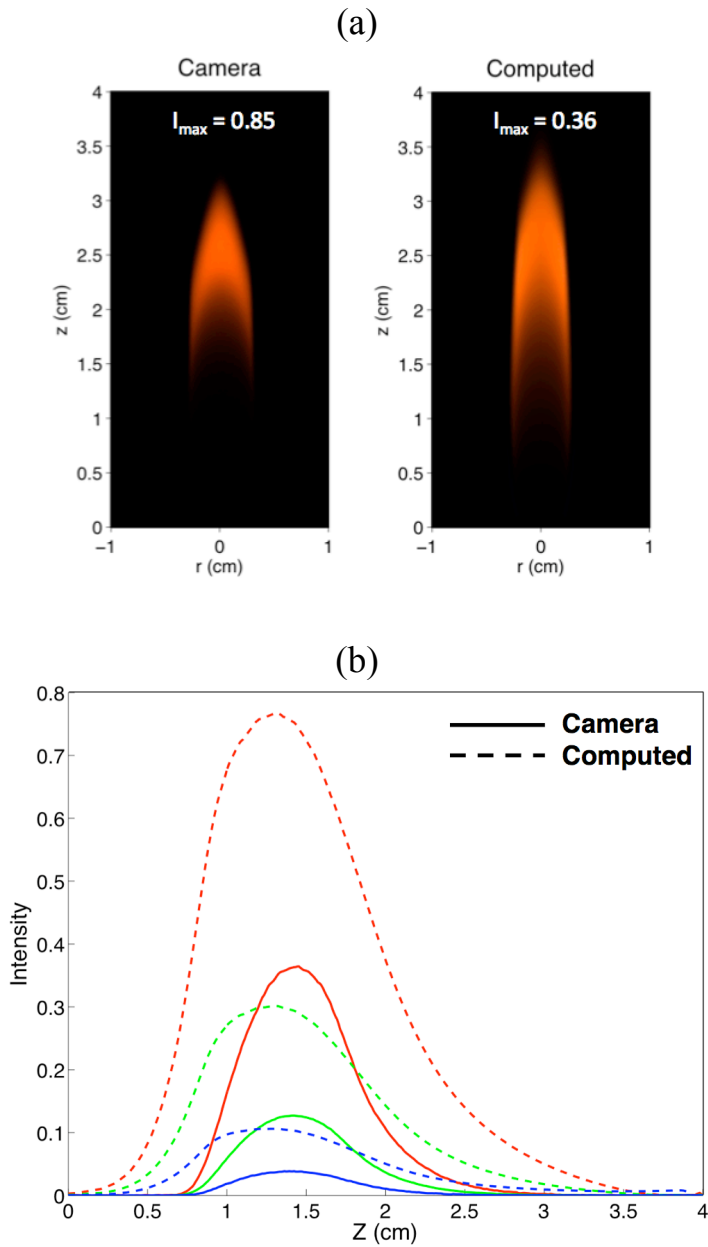 (a)
Camera Computed
I_max = 0.85 I_max = 0.36
4 4
3.5 3.5
3 3
2.5 2.5
2 2
1.5 1.5
1 1
0.5 0.5
0 0
−1 0 1 −1 0 1
z (cm) z (cm)
r (cm) r (cm)
(b)
0.8
0.7
0.6
0.5
0.4
0.3
0.2
0.1
0
Intensity
Camera
Computed
0 0.5 1 1.5 2 2.5 3 3.5 4
Z (cm)